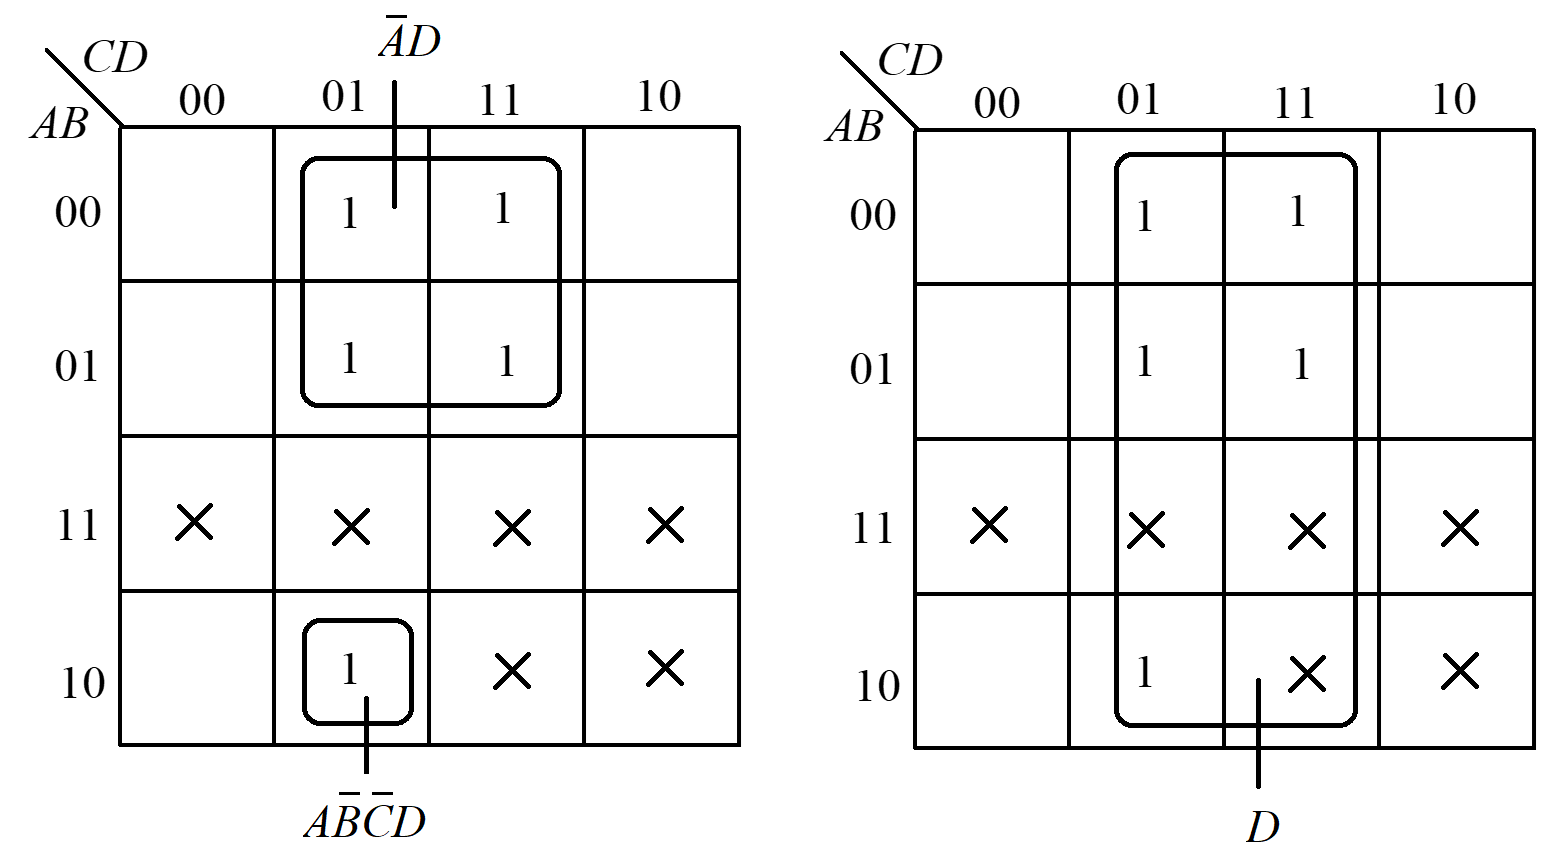 A̅D
CD
AB
00 01 11 10
00 1 1
01 1 1
11 × × × ×
10 1 × ×
AB̅C̅D
CD
AB
00 01 11 10
00 1 1
01 1 1
11 × × × ×
10 1 × ×
D